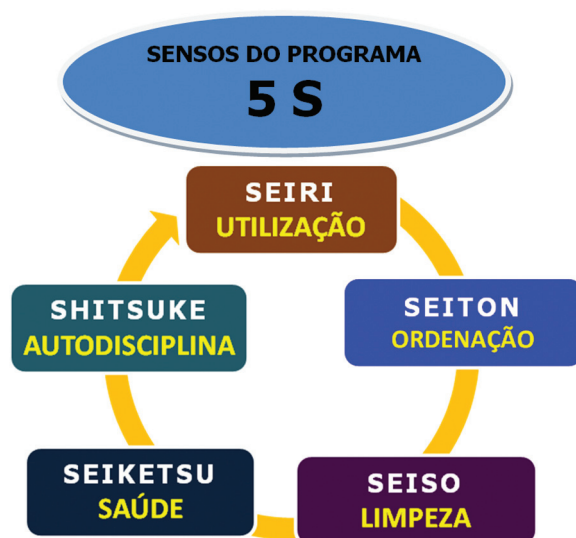 SENSOS DO PROGRAMA
5 S
SEIRI
UTILIZAÇÃO
SEITON
ORDENAÇÃO
SEISO
LIMPEZA
SEIKETSU
SAÚDE
SHITSUKE
AUTODISCIPLINA